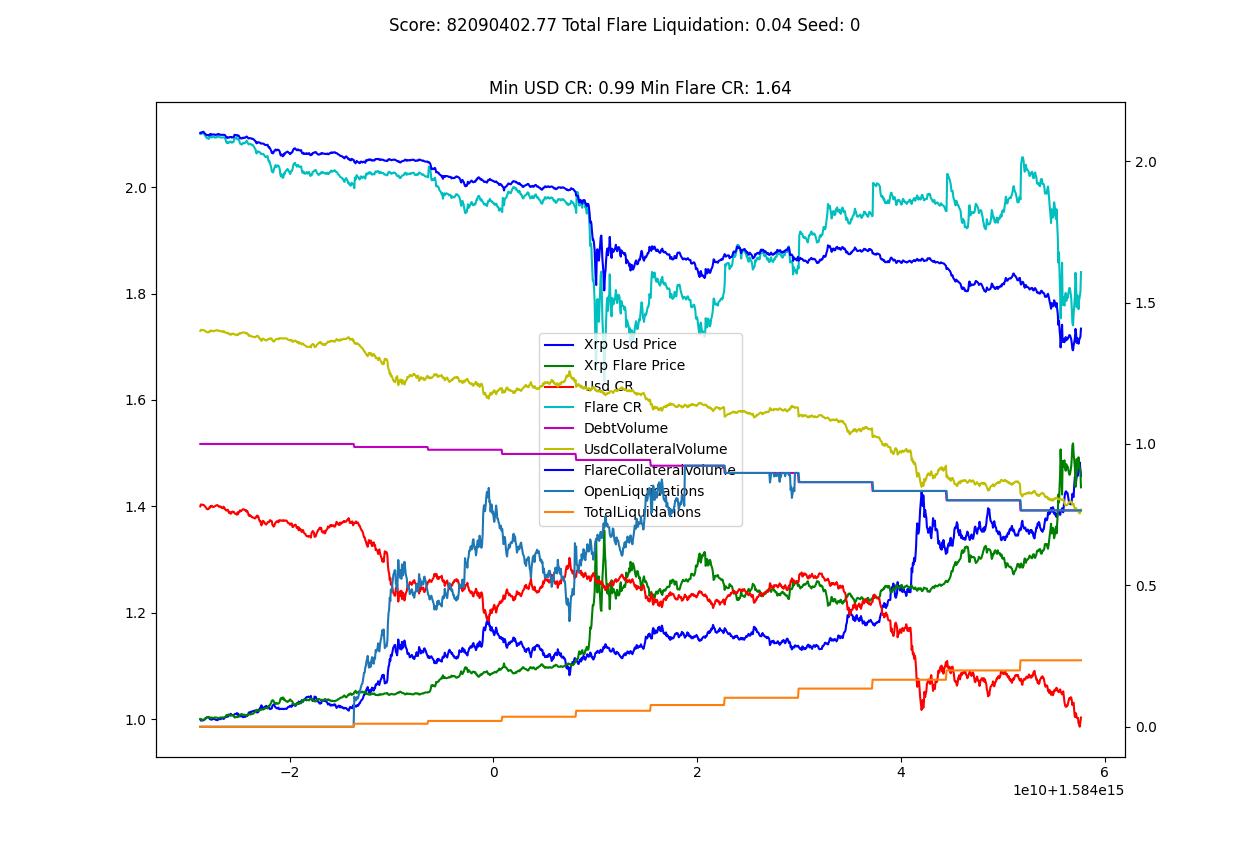 Score: 82090402.77 Total Flare Liquidation: 0.04 Seed: 0
Min USD CR: 0.99 Min Flare CR: 1.64
2.0
1.8
1.6
1.4
1.2
1.0
2.0
1.5
1.0
0.5
0.0
Xrp Usd Price
Xrp Flare Price
Usd CR
Flare CR
DebtVolume
UsdCollateralVolume
FlareCollateralVolume
OpenLiquidations
TotalLiquidations
−2 0 2 4 6
1e10+1.584e15